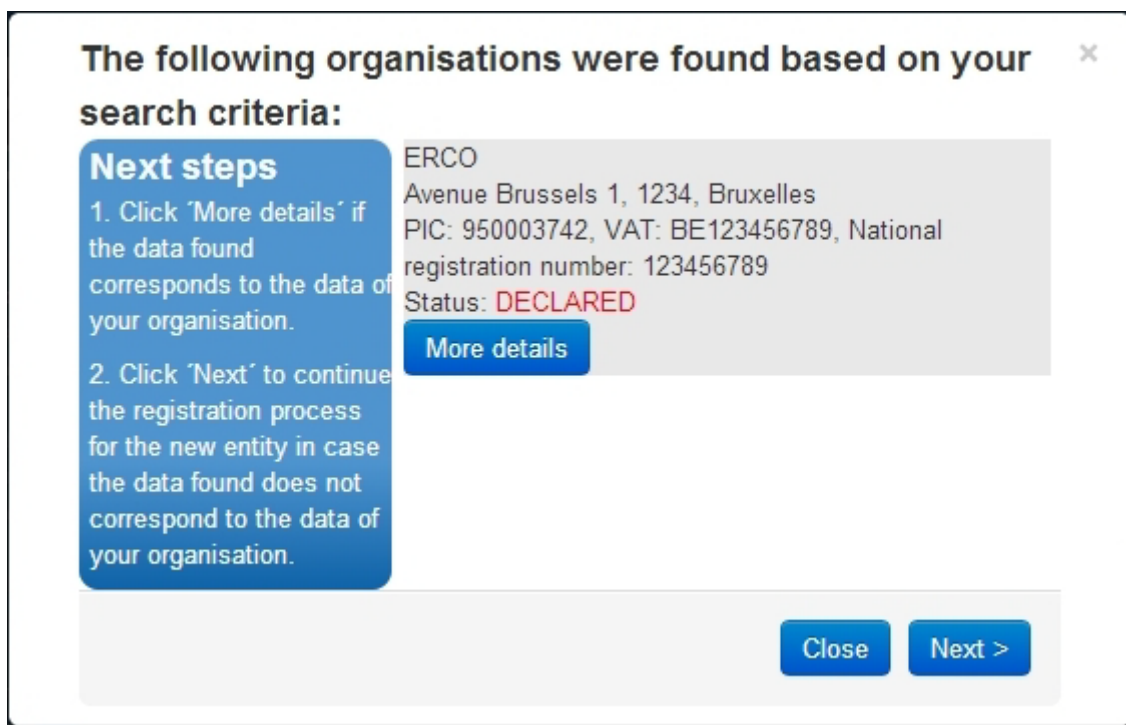 The following organisations were found based on your
search criteria:
×
Next steps
1. Click ´More details´ if
the data found
corresponds to the data of
your organisation.
2. Click ´Next´ to continue
the registration process
for the new entity in case
the data found does not
correspond to the data of
your organisation.
ERCO
Avenue Brussels 1, 1234, Bruxelles
PIC: 950003742, VAT: BE123456789, National
registration number: 123456789
Status: DECLARED
More details
Close
Next >